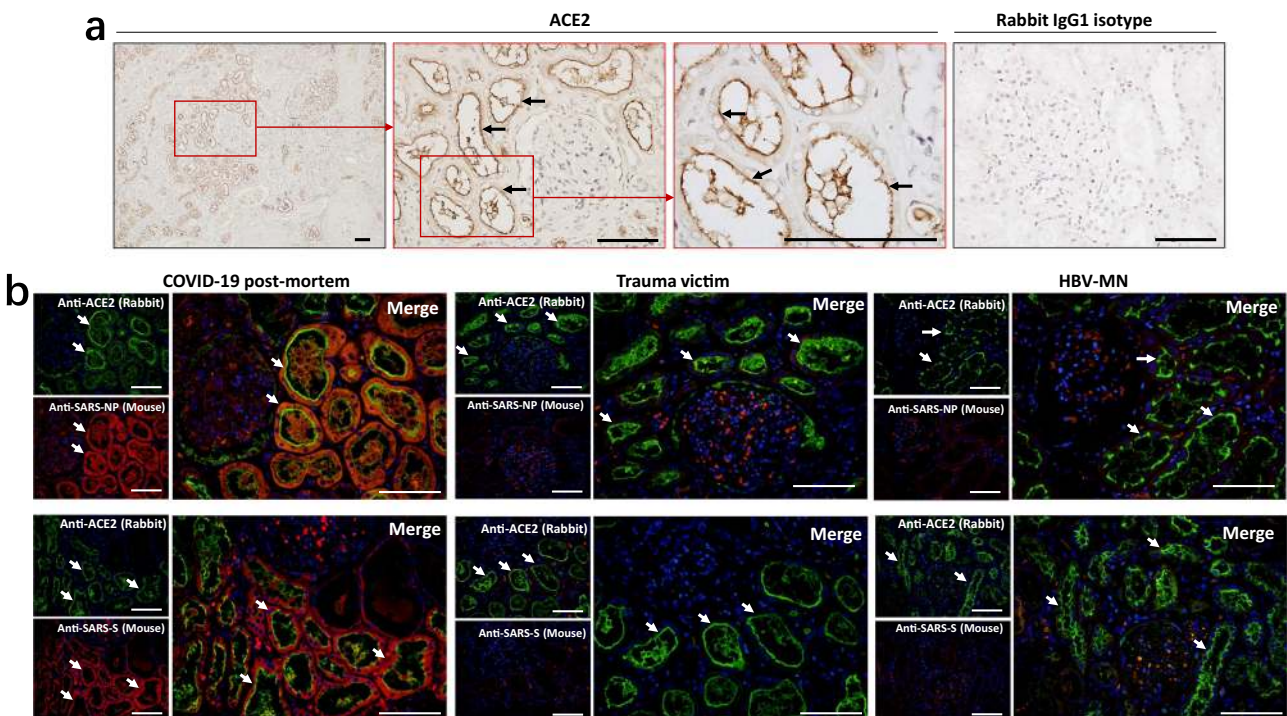 a
ACE2
Rabbit IgG1 isotype
b
COVID-19 post-mortem
Trauma victim
HBV-MN
Anti-ACE2 (Rabbit)
Merge
Anti-SARS-NP (Mouse)
Anti-ACE2 (Rabbit)
Merge
Anti-SARS-NP (Mouse)
Anti-ACE2 (Rabbit)
Merge
Anti-SARS-NP (Mouse)
Anti-ACE2 (Rabbit)
Merge
Anti-SARS-S (Mouse)
Anti-ACE2 (Rabbit)
Merge
Anti-SARS-S (Mouse)
Anti-ACE2 (Rabbit)
Merge
Anti-SARS-S (Mouse)